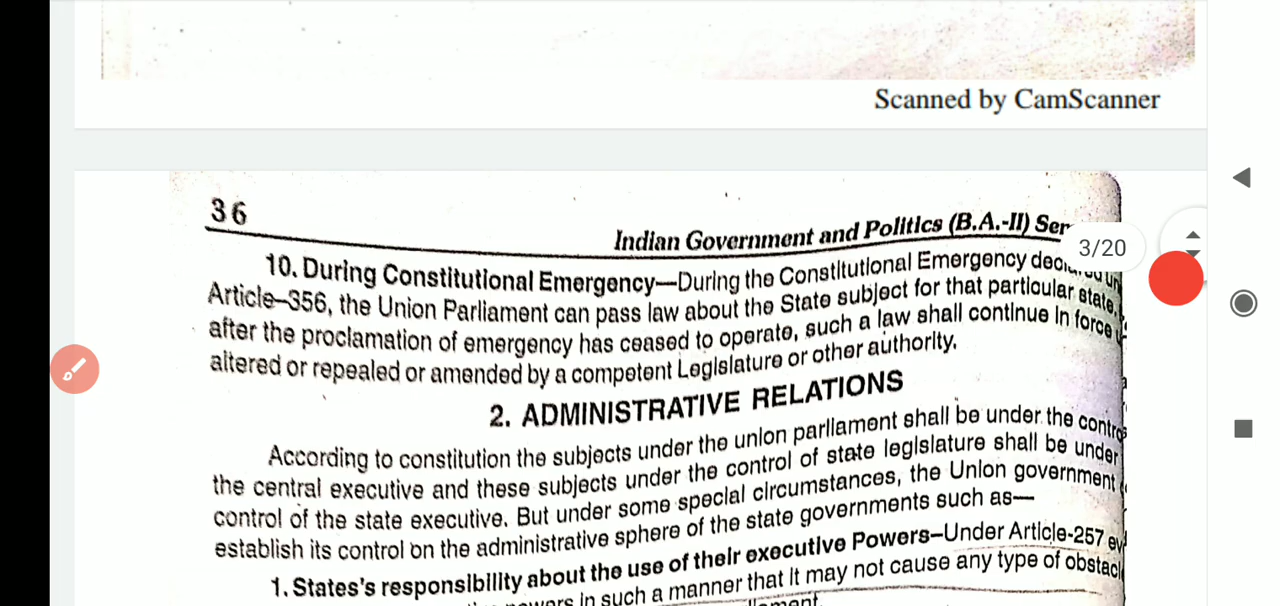 Scanned by CamScanner
36
Indian Government and Politics (B.A.-II)
3/20
10. During Constitutional Emergency—During the Constitutional Emergency
Article–356, the Union Parliament can pass law about the State subject for that particular state,
after the proclamation of emergency has ceased to operate, such a law shall continue in force
altered or repealed or amended by a competent Legislature or other authority.
2. ADMINISTRATIVE RELATIONS
According to constitution the subjects under the union parliament shall be under the
the central executive and these subjects under the control of state legislature shall be under
control of the state executive. But under some special circumstances, the Union government
establish its control on the administrative sphere of the state governments such as—
1. States's responsibility about the use of their executive Powers–Under Article-257
in such a manner that it may not cause any type of